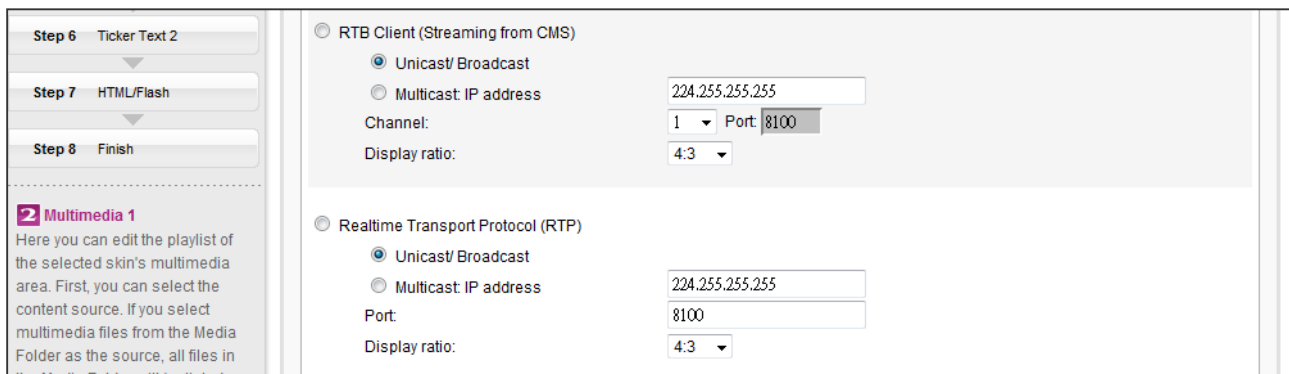 Step 6 Ticker Text 2
Step 7 HTML/Flash
Step 8 Finish
2 Multimedia 1
Here you can edit the playlist of
the selected skin's multimedia
area. First, you can select the
content source. If you select
multimedia files from the Media
Folder as the source, all files in
RTB Client (Streaming from CMS)
Unicast/ Broadcast
Multicast: IP address 224.255.255.255
Channel: 1 Port: 8100
Display ratio: 4:3
Realtime Transport Protocol (RTP)
Unicast/ Broadcast
Multicast: IP address 224.255.255.255
Port: 8100
Display ratio: 4:3